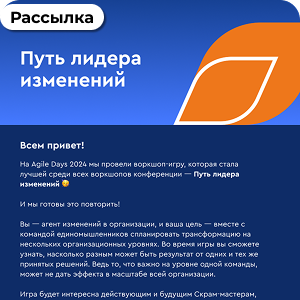 Рассылка
Путь лидера
изменений
Всем привет!
На Agile Days 2024 мы провели воркшоп-игру, которая стала
лучшей среди всех воркшопов конференции — Путь лидера
изменений 🥹
И мы готовы это повторить!
Вы — агент изменений в организации, и ваша цель — вместе с
командой единомышленников спланировать трансформацию на
нескольких организационных уровнях. Во время игры вы сможете
узнать, насколько разным может быть результат от одних и тех же
принятых решений. Ведь то, что важно на уровне одной команды,
может не дать эффекта в масштабе всей организации.
Игра будет интересна действующим и будущим Скрам-мастерам,